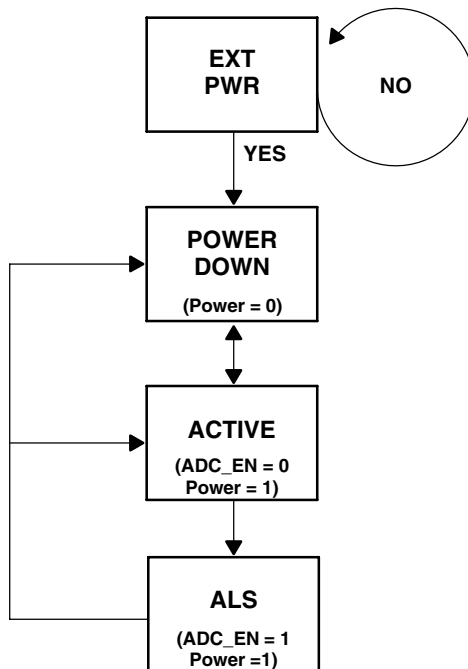 EXT
PWR
NO
YES
POWER
DOWN
(Power = 0)
ACTIVE
(ADC_EN = 0
Power = 1)
ALS
(ADC_EN = 1
Power =1)